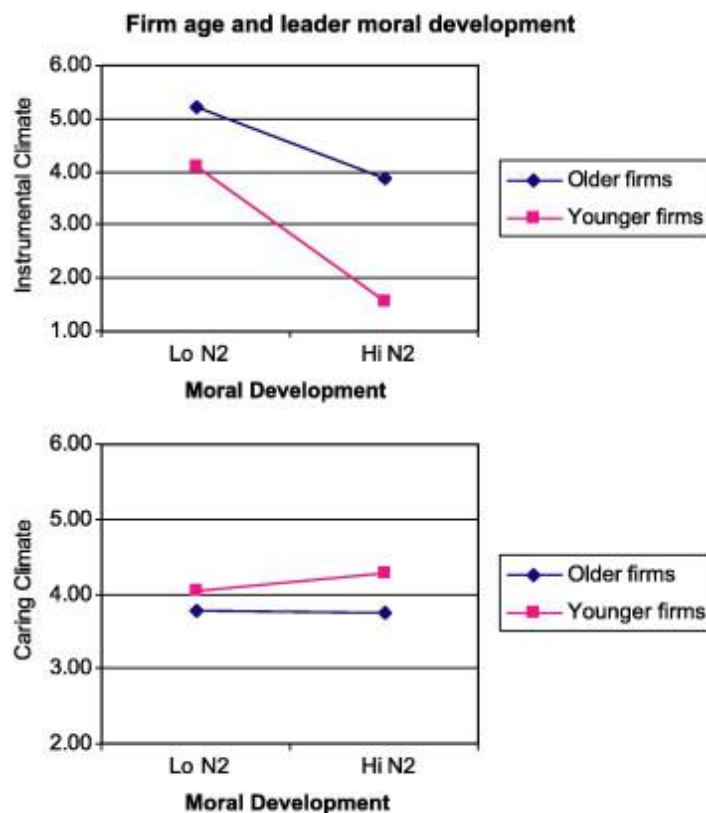 Firm age and leader moral development
6.00
5.00
4.00
3.00
2.00
1.00
Instrumental Climate
Lo N2 Hi N2
Moral Development
Older firms
Younger firms
6.00
5.00
4.00
3.00
2.00
Caring Climate
Lo N2 Hi N2
Moral Development
Older firms
Younger firms